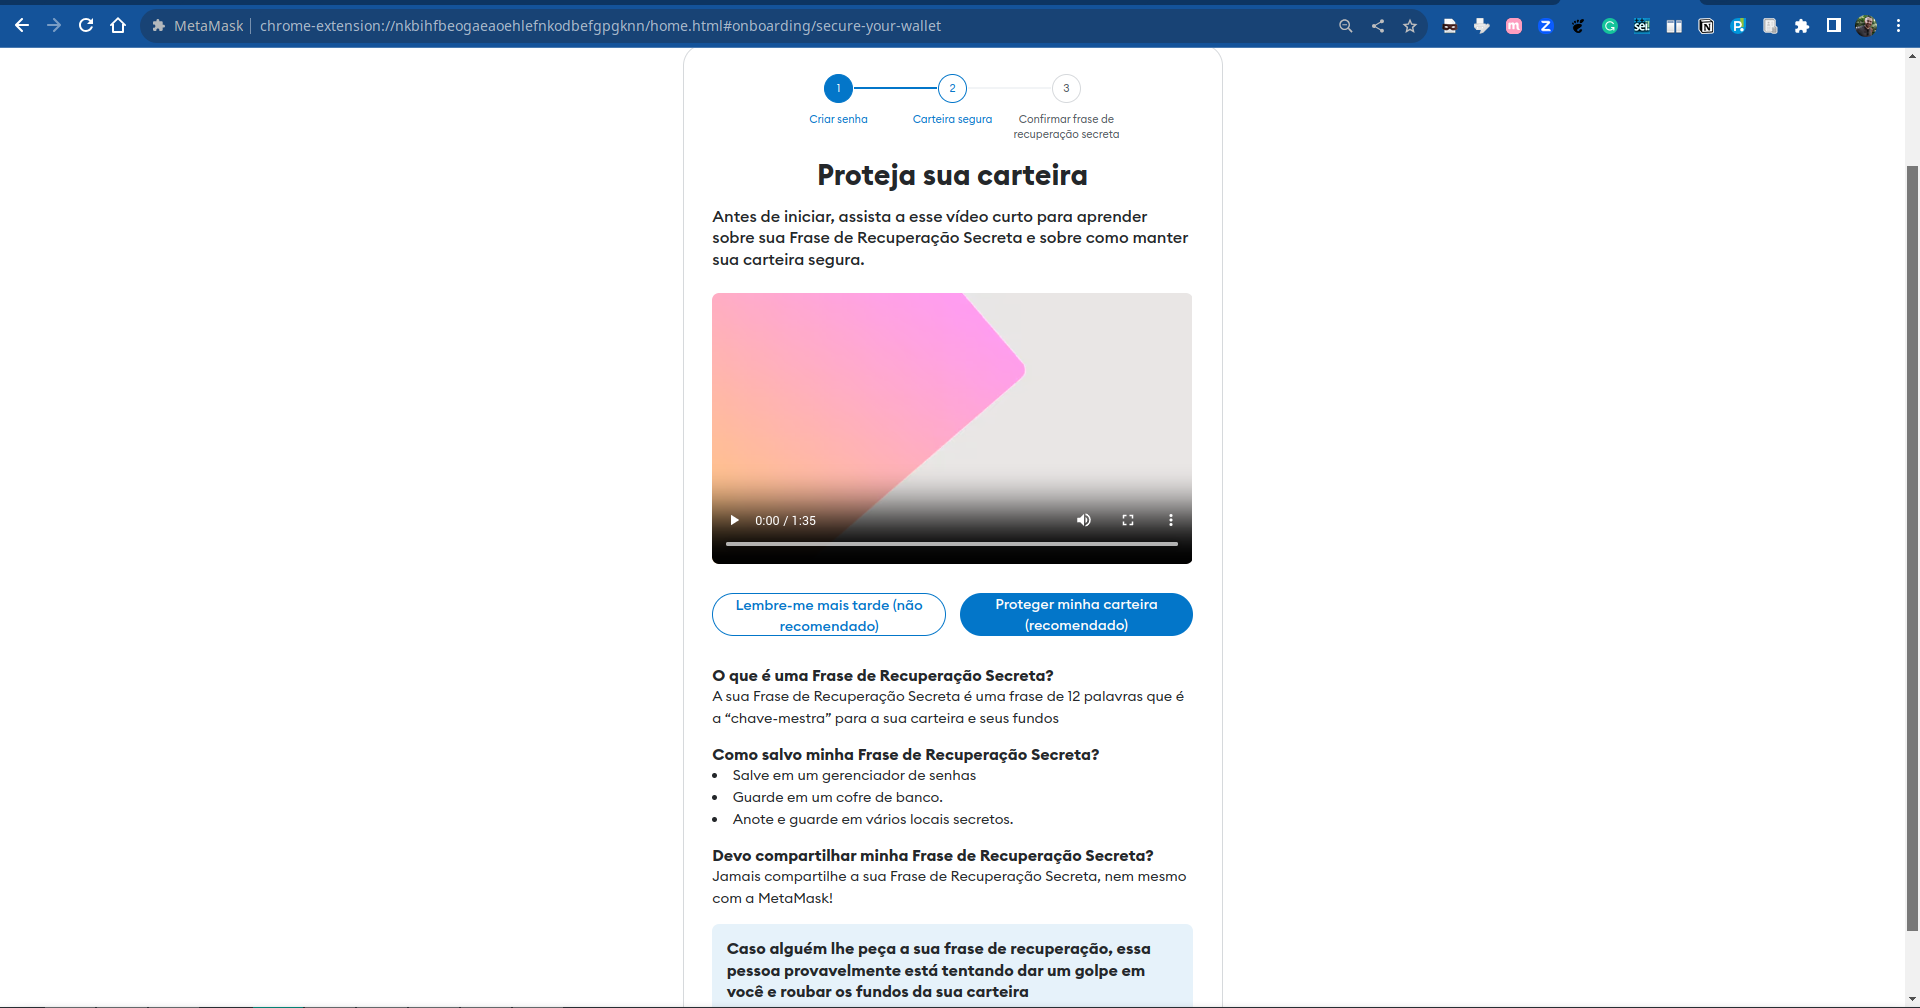 MetaMask | chrome-extension://nkbihfbeogaeaoehlefnkodbefgpgknn/home.html#onboarding/secure-your-wallet
1 2 3
Criar senha Carteira segura Confirmar frase de
recuperação secreta
Proteja sua carteira
Antes de iniciar, assista a esse vídeo curto para aprender
sobre sua Frase de Recuperação Secreta e sobre como manter
sua carteira segura.
0:00 / 1:35
Lembre-me mais tarde (não
recomendado)
Proteger minha carteira
(recomendado)
O que é uma Frase de Recuperação Secreta?
A sua Frase de Recuperação Secreta é uma frase de 12 palavras que é
a “chave-mestra” para a sua carteira e seus fundos
Como salvo minha Frase de Recuperação Secreta?
• Salve em um gerenciador de senhas
• Guarde em um cofre de banco.
• Anote e guarde em vários locais secretos.
Devo compartilhar minha Frase de Recuperação Secreta?
Jamais compartilhe a sua Frase de Recuperação Secreta, nem mesmo
com a MetaMask!
Caso alguém lhe peça a sua frase de recuperação, essa
pessoa provavelmente está tentando dar um golpe em
você e roubar os fundos da sua carteira